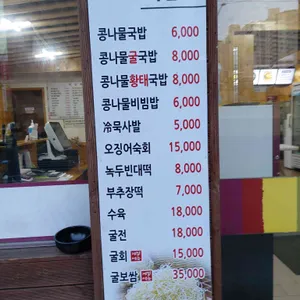 콩나물국밥 6,000
콩나물굴국밥 8,000
콩나물황태국밥 8,000
콩나물비빔밥 6,000
冷묵사발 5,000
오징어숙회 15,000
녹두빈대떡 8,000
부추장떡 7,000
수육 18,000
굴전 18,000
굴회 15,000
굴보쌈 35,000